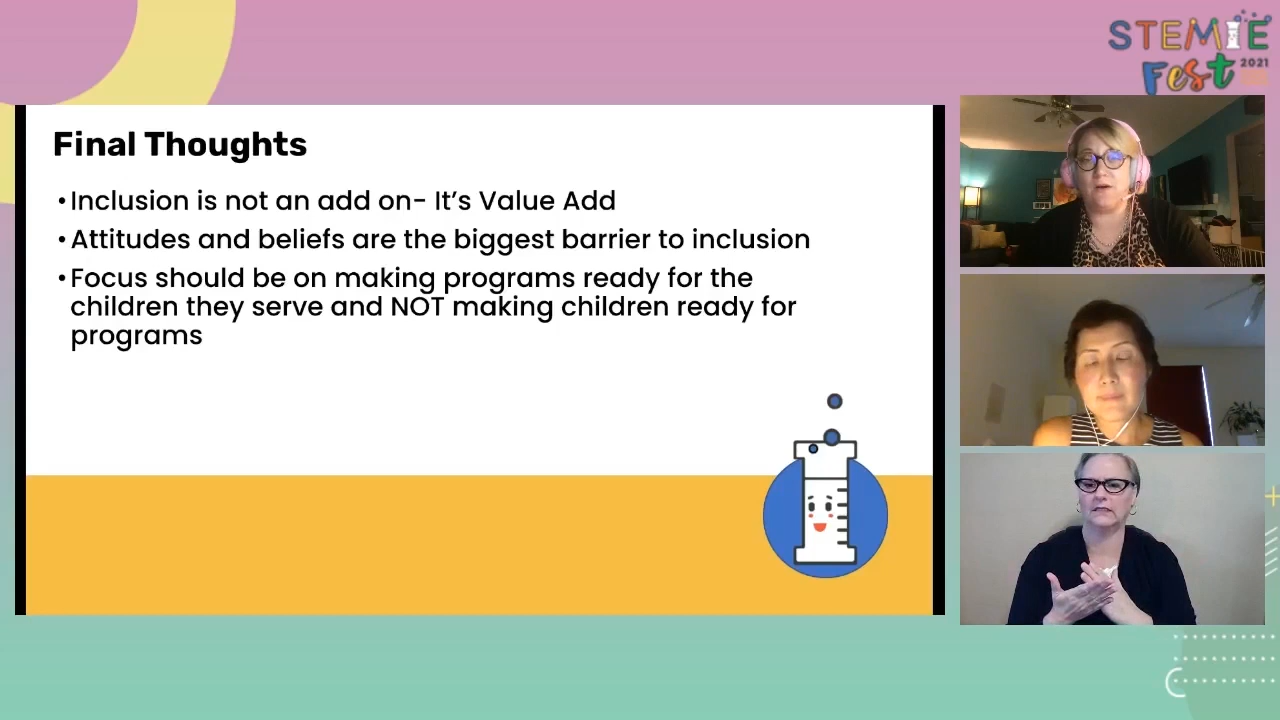 STEMIE
Fest 2021
Final Thoughts
•Inclusion is not an add on- It’s Value Add
•Attitudes and beliefs are the biggest barrier to inclusion
•Focus should be on making programs ready for the
children they serve and NOT making children ready for
programs